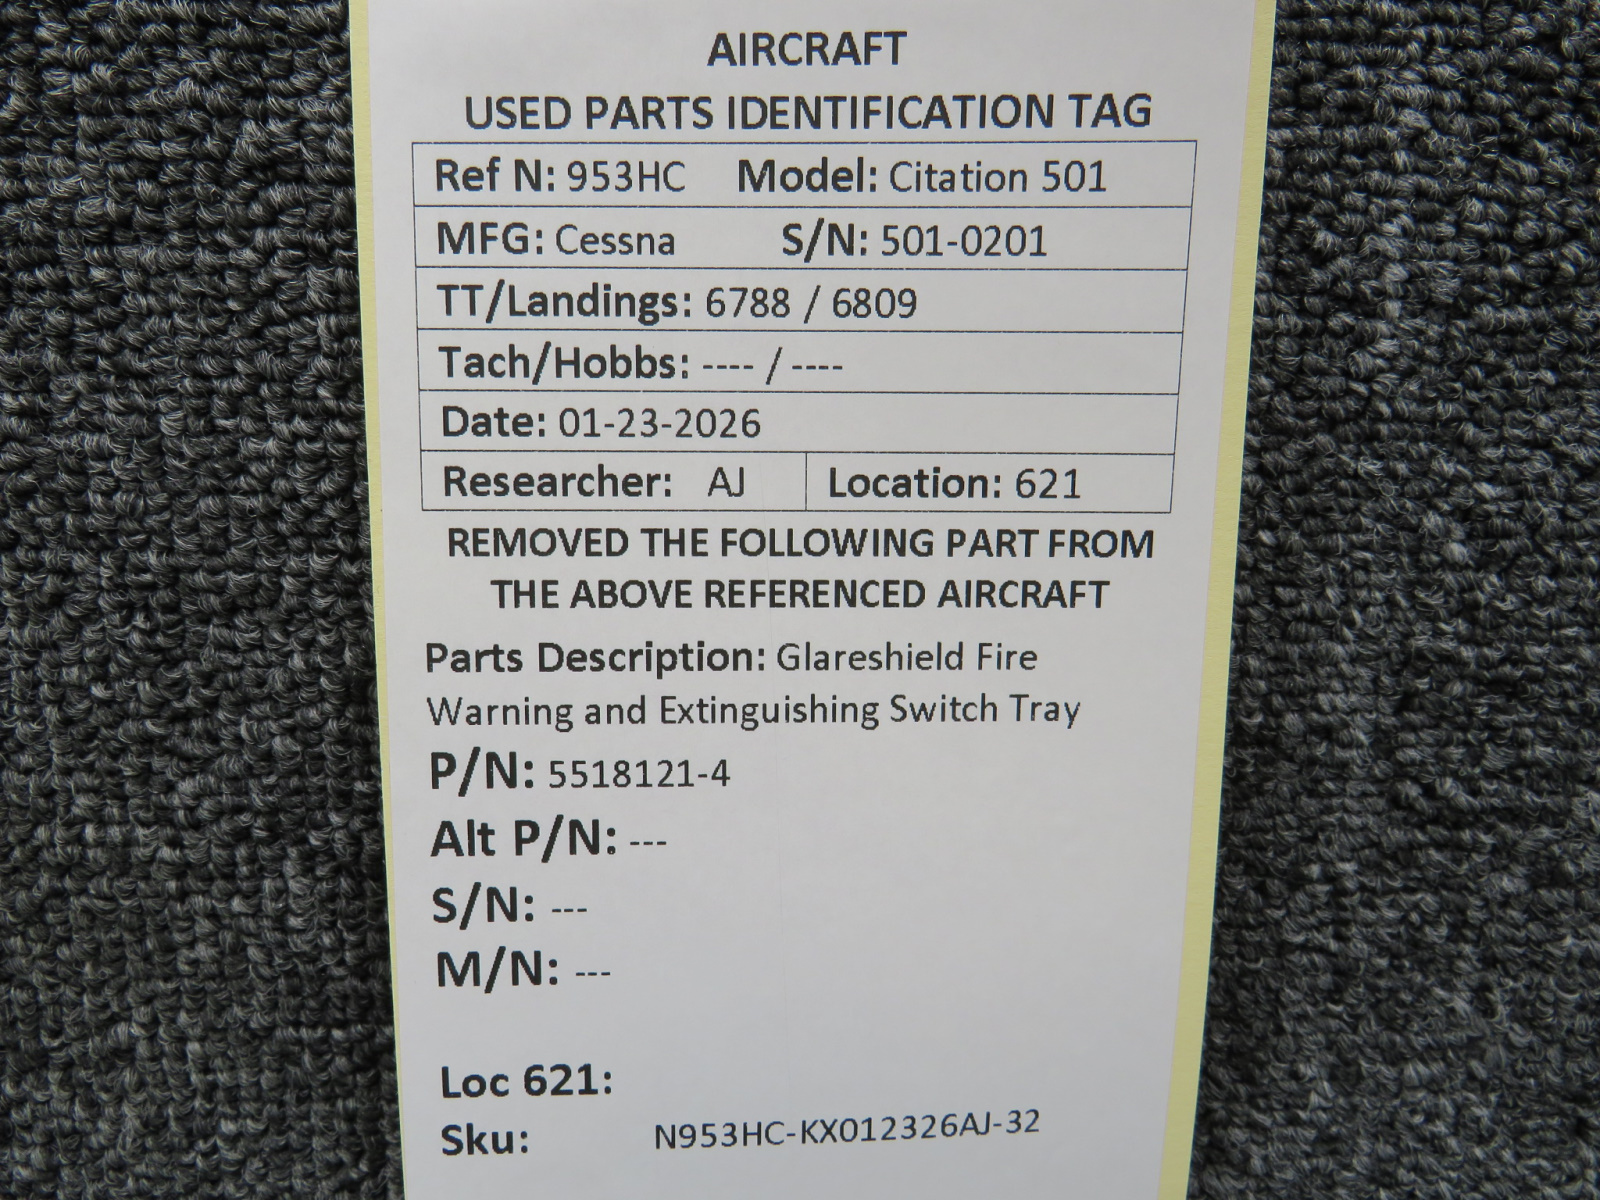 AIRCRAFT
USED PARTS IDENTIFICATION TAG
Ref N: 953HC Model: Citation 501
MFG: Cessna S/N: 501-0201
TT/Landings: 6788 / 6809
Tach/Hobbs: ---- / ----
Date: 01-23-2026
Researcher: AJ Location: 621
REMOVED THE FOLLOWING PART FROM
THE ABOVE REFERENCED AIRCRAFT
Parts Description: Glareshield Fire
Warning and Extinguishing Switch Tray
P/N: 5518121-4
Alt P/N: ---
S/N: ---
M/N: ---
Loc 621:
Sku: N953HC-KX012326AJ-32